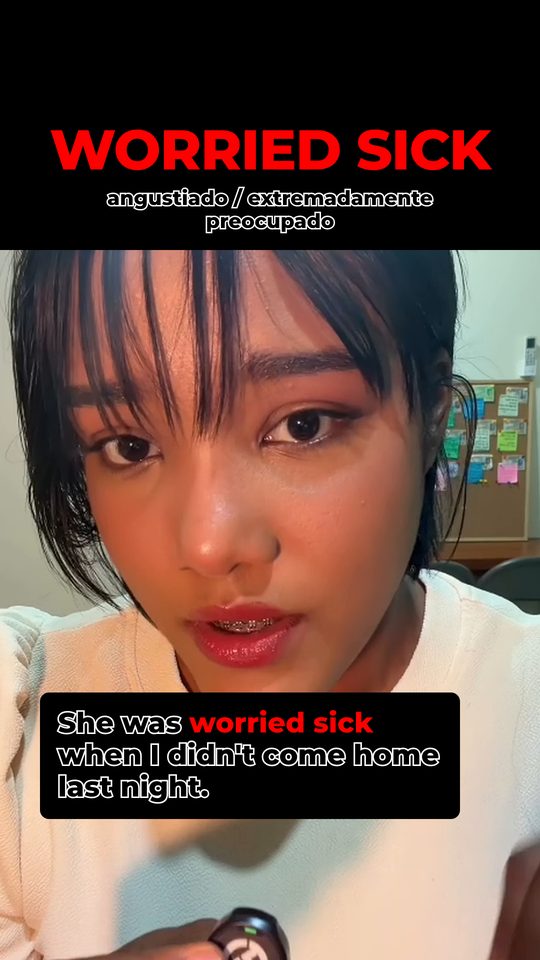 WORRIED SICK
angustiado / extremadamente
preocupado
She was worried sick
when I didn't come home
last night.